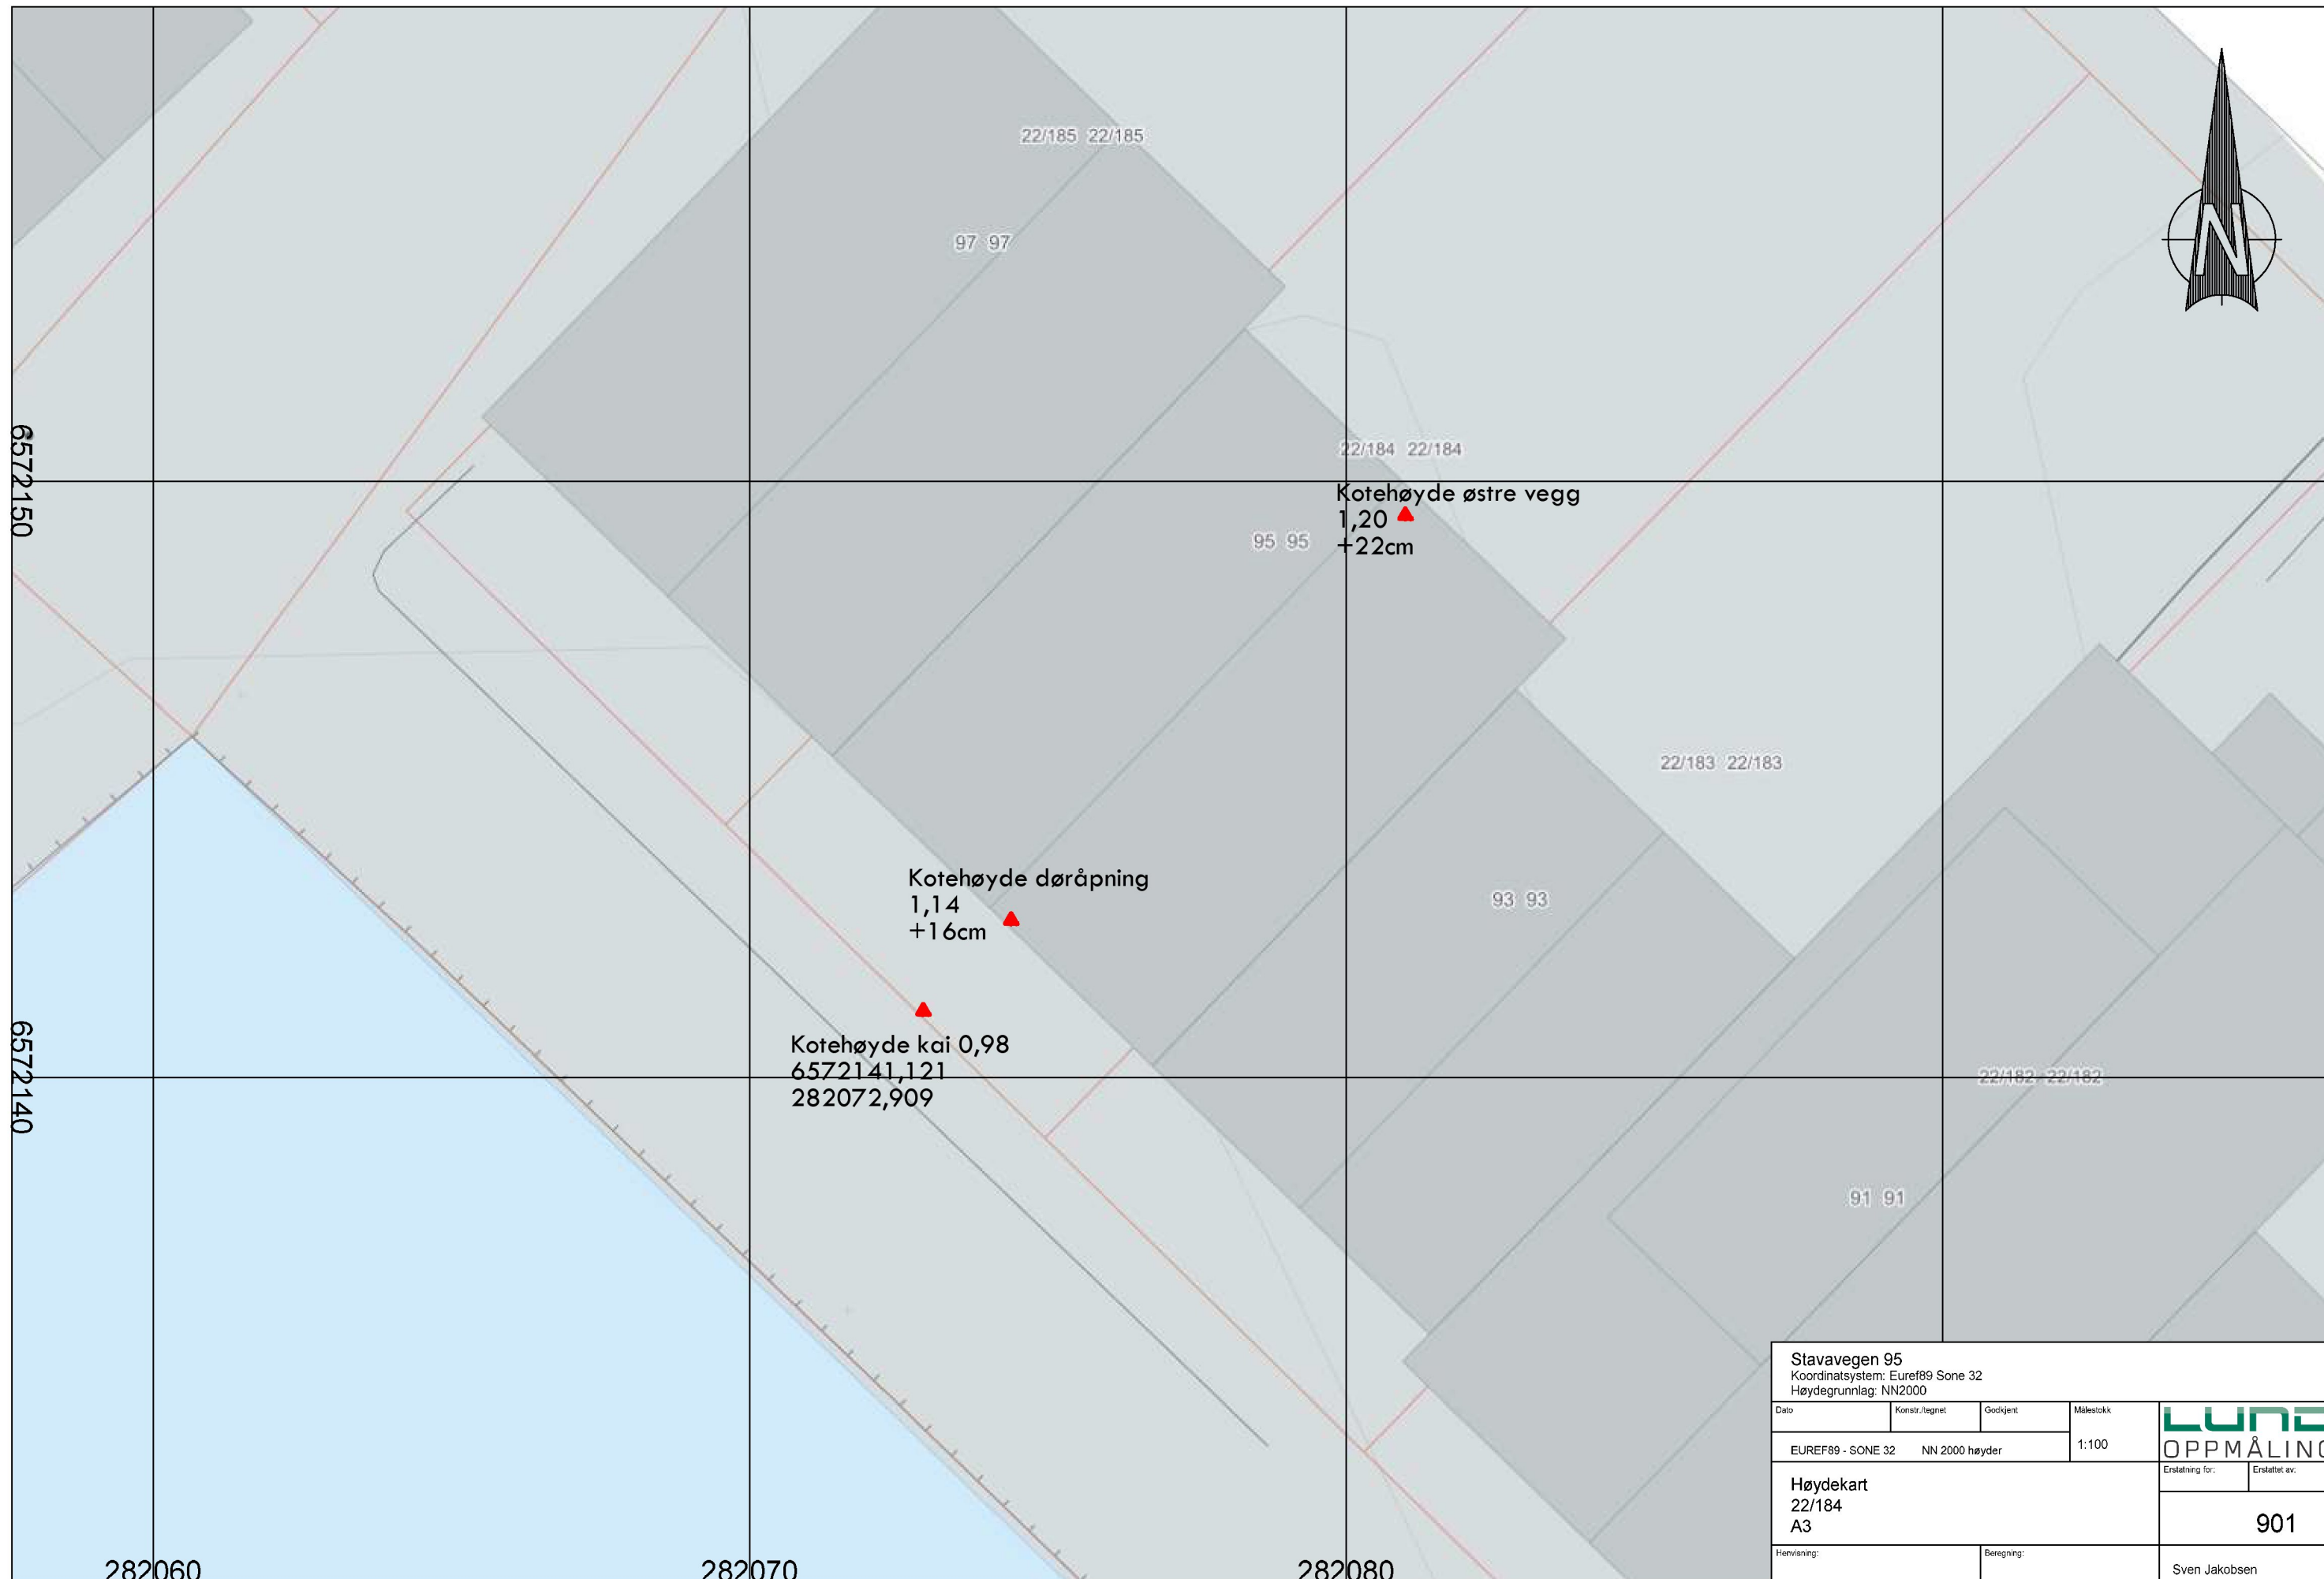 22/185 22/185
97 97
N
22/184 22/184
6572150
Kotehøyde østre vegg
1,20
+22cm
95 95
22/183 22/183
Kotehøyde døråpning
1,14
+16cm
93 93
Kotehøyde kai 0,98
6572141,121
282072,909
6572140
22/182 22/182
91 91
282060
282070
282080
Stavavegen 95
Koordinatsystem: Euref89 Sone 32
Høydegrunnlag: NN2000
Dato
Konstr./tegnet
Godkjent
Målestokk
1:100
EUREF89 - SONE 32 NN 2000 høyder
LUND
OPPMÅLING
Høydekart
22/184
A3
Erstatning for:
Erstattet av:
901
Henvisning:
Beregning:
Sven Jakobsen